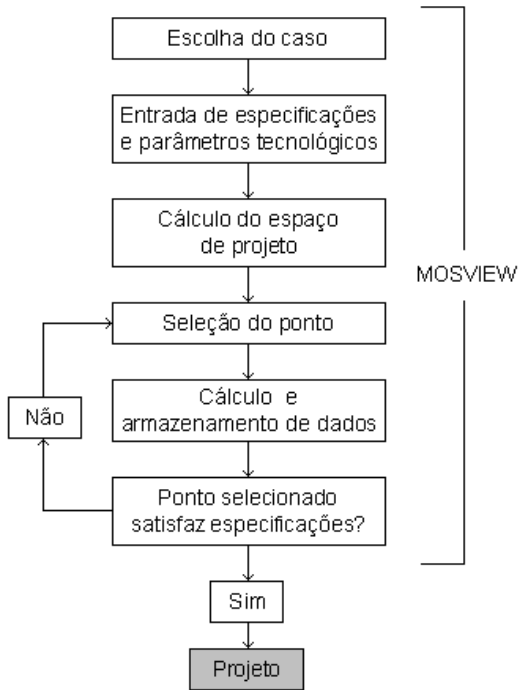 Escolha do caso
Entrada de especificações
e parâmetros tecnológicos
Cálculo do espaço
de projeto
MOSVIEW
Seleção do ponto
Cálculo e
armazenamento de dados
Não
Ponto selecionado
satisfaz especificações?
Sim
Projeto